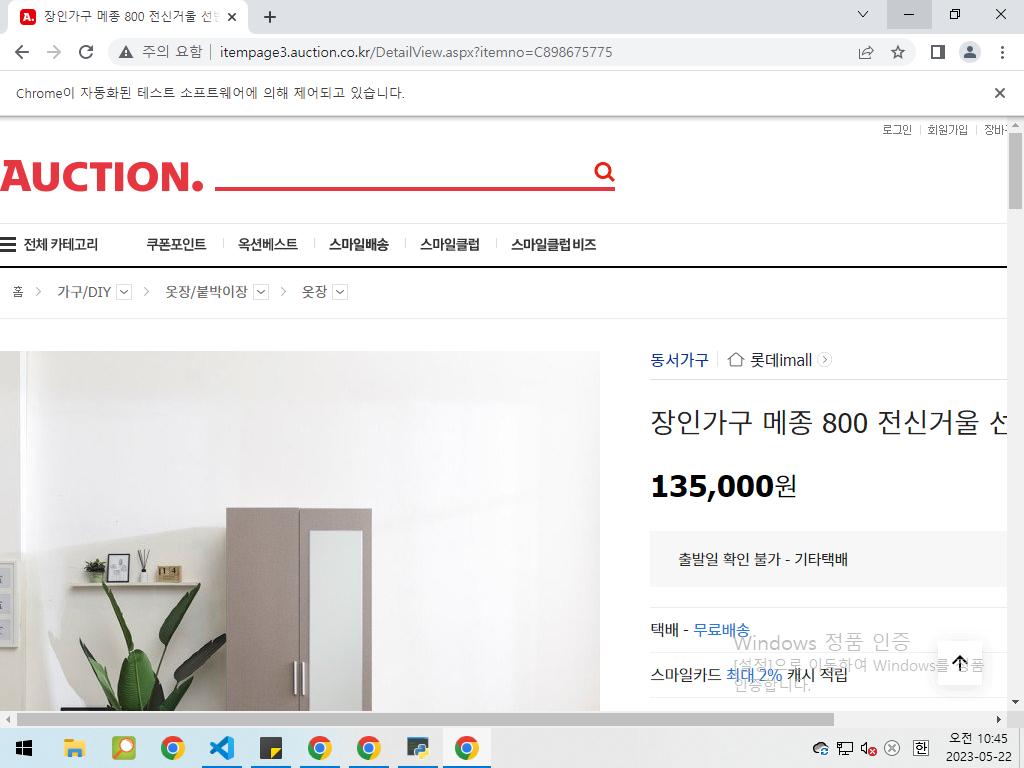 장인가구 메종 800 전신거울 선반
주의 요함
itempage3.auction.co.kr/DetailView.aspx?itemno=C898675775
Chrome이 자동화된 테스트 소프트웨어에 의해 제어되고 있습니다.
로그인 회원가입 장바
AUCTION.
전체 카테고리 쿠폰포인트 옥션베스트 스마일배송 스마일클럽 스마일클럽 비즈
홈 가구/DIY 옷장/붙박이장 옷장
동서가구 롯데imall
장인가구 메종 800 전신거울 선
135,000원
출발일 확인 불가 - 기타택배
택배 - 무료배송
스마일카드 최대 2% 캐시 적립
Windows 정품 인증
[설정]으로 이동하여 Windows를 정품
인증합니다.
한
오전 10:45
2023-05-22